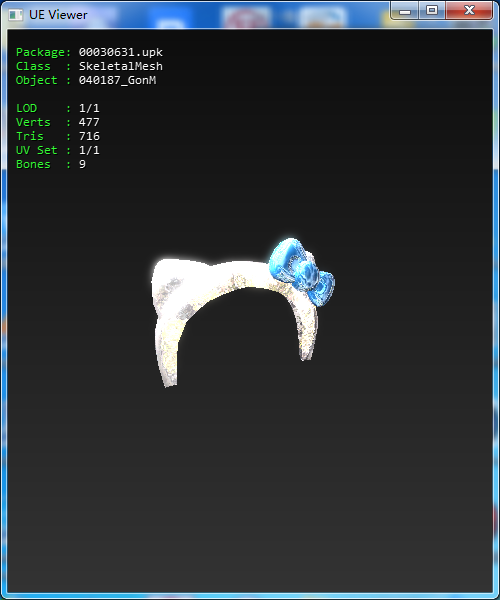 UE Viewer
Package: 00030631.upk
Class : SkeletalMesh
Object : 040187_GonM
LOD : 1/1
Verts : 477
Tris : 716
UV Set : 1/1
Bones : 9